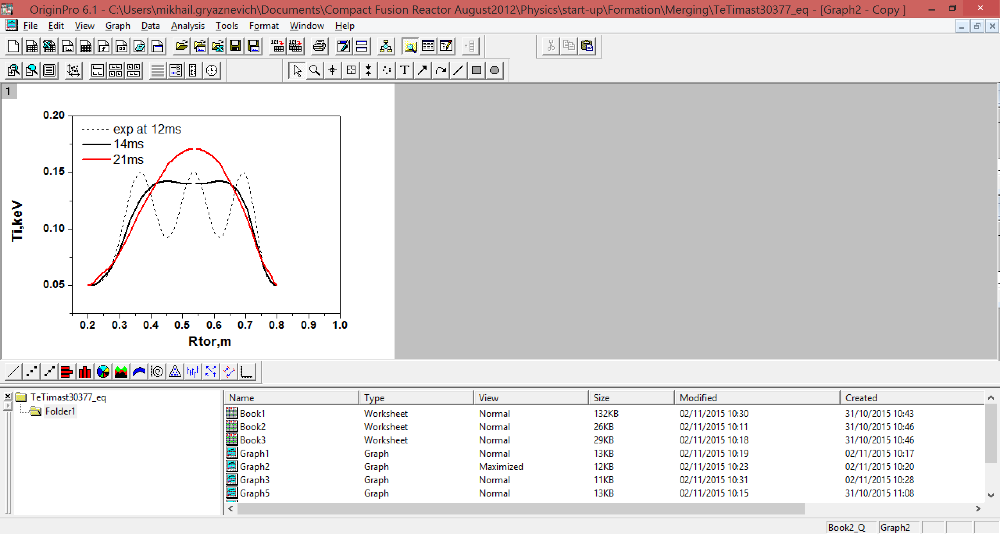 OriginPro 6.1 - C:\Users\mikhail.gryaznevich\Documents\Compact Fusion Reactor August2012\Physics\start-up\Formation\Merging\TeTimast30377_eq - [Graph2 - Copy ]
File Edit View Graph Data Analysis Tools Format Window Help
1
0.20
0.15
0.10
0.05
exp at 12ms
14ms
21ms
Ti,keV
0.2 0.3 0.4 0.5 0.6 0.7 0.8 0.9 1.0
Rtor,m
TeTimast30377_eq
Folder1
Name Type View Size Modified Created
Book1 Worksheet Normal 132KB 02/11/2015 10:30 31/10/2015 10:43
Book2 Worksheet Normal 26KB 02/11/2015 10:11 31/10/2015 10:46
Book3 Worksheet Normal 29KB 02/11/2015 10:18 31/10/2015 10:46
Graph1 Graph Normal 13KB 02/11/2015 10:19 02/11/2015 10:17
Graph2 Graph Maximized 12KB 02/11/2015 10:23 02/11/2015 10:20
Graph3 Graph Normal 11KB 02/11/2015 10:31 02/11/2015 10:28
Graph5 Graph Normal 13KB 02/11/2015 10:15 31/10/2015 11:08
Book2_Q Graph2